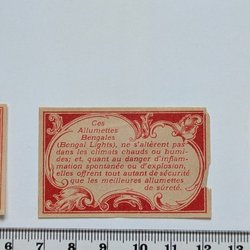 Ces
Allumettes
Bengales
(Bengal Lights), ne s'altèrent pas
dans les climats chauds ou humi-
des; et, quant au danger d'inflam-
mation spontanée ou d'explosion,
elles offrent tout autant de sécurité
que les meilleures allumettes
de sûreté.
7 8 9 10 11 12 13 14 15